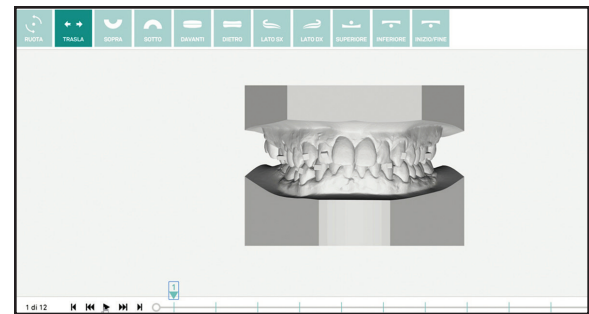 RUOTA TRASLA SOPRA SOTTO DAVANTI DIETRO LATO SX LATO DX SUPERIORE INFERIORE INIZIO/FINE
1
1 di 12